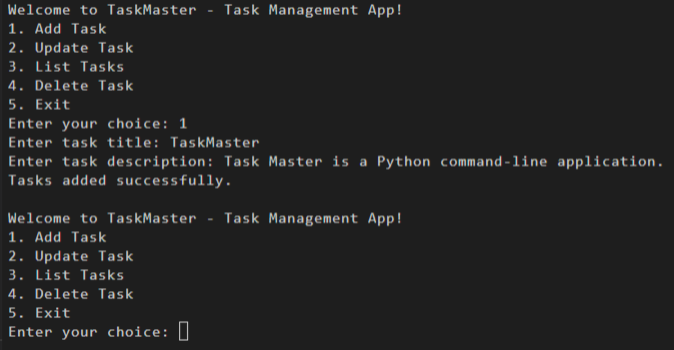 Welcome to TaskMaster - Task Management App!
1. Add Task
2. Update Task
3. List Tasks
4. Delete Task
5. Exit
Enter your choice: 1
Enter task title: TaskMaster
Enter task description: Task Master is a Python command-line application.
Tasks added successfully.

Welcome to TaskMaster - Task Management App!
1. Add Task
2. Update Task
3. List Tasks
4. Delete Task
5. Exit
Enter your choice: